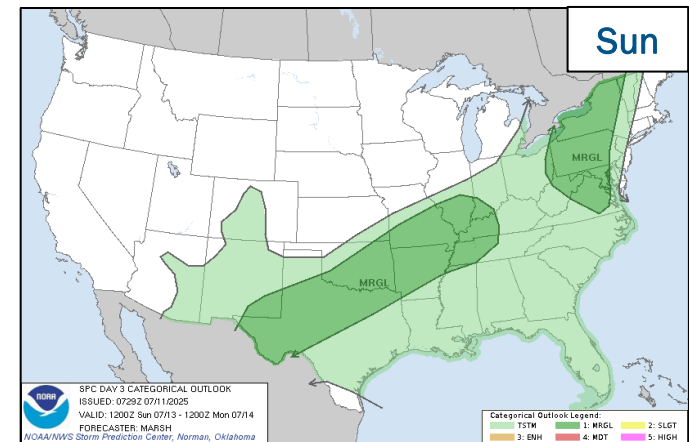 Sun
MRGL
MRGL
NOAA
SPC DAY 3 CATEGORICAL OUTLOOK
ISSUED: 0729Z 07/11/2025
VALID: 1200Z Sun 07/13 - 1200Z Mon 07/14
FORECASTER: MARSH
NOAA/NWS Storm Prediction Center, Norman, Oklahoma
Categorical Outlook Legend:
TSTM 1: MRGL 2: SLGT
3: ENH 4: MDT 5: HIGH